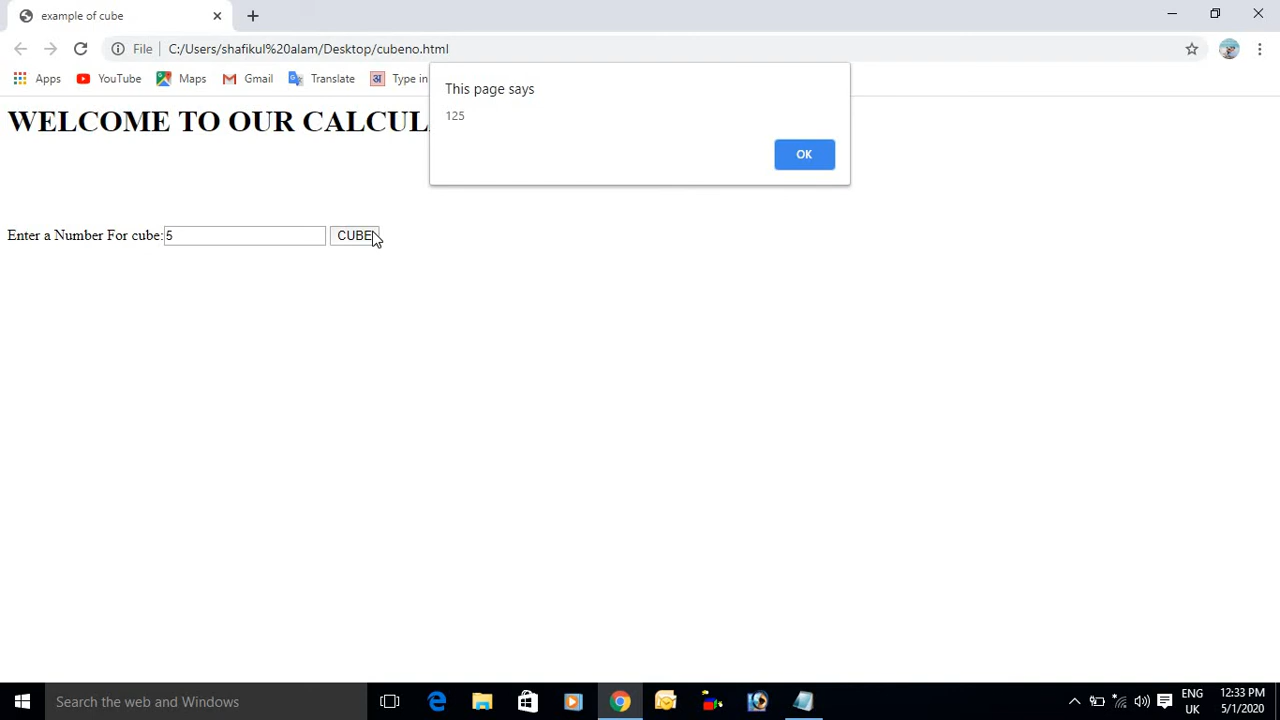 example of cube
File C:/Users/shafikul%20alam/Desktop/cubeno.html
Apps YouTube Maps Gmail Translate Type in
This page says
125
OK
WELCOME TO OUR CALCUL
Enter a Number For cube: 5 CUBE
Search the web and Windows
ENG 12:33 PM
UK 5/1/2020